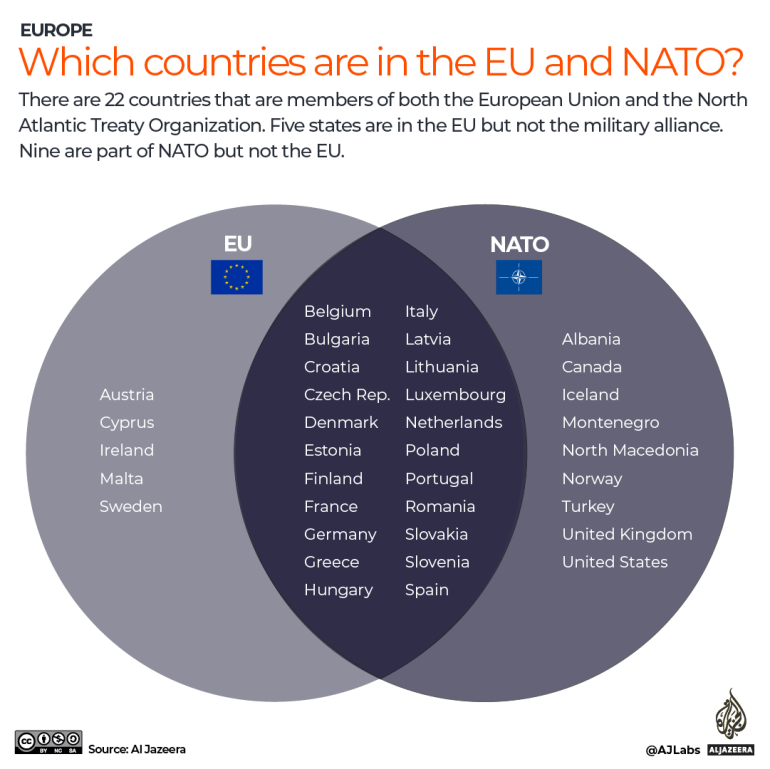 EUROPE
Which countries are in the EU and NATO?
There are 22 countries that are members of both the European Union and the North
Atlantic Treaty Organization. Five states are in the EU but not the military alliance.
Nine are part of NATO but not the EU.
EU
NATO
Austria
Cyprus
Ireland
Malta
Sweden
Belgium
Bulgaria
Croatia
Czech Rep.
Denmark
Estonia
Finland
France
Germany
Greece
Hungary
Italy
Latvia
Lithuania
Luxembourg
Netherlands
Poland
Portugal
Romania
Slovakia
Slovenia
Spain
Albania
Canada
Iceland
Montenegro
North Macedonia
Norway
Turkey
United Kingdom
United States
cc
BY NC SA
Source: Al Jazeera
@AJLabs
ALJAZEERA